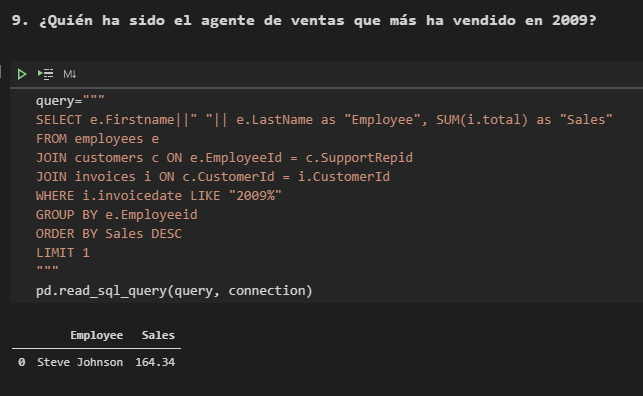 9. ¿Quién ha sido el agente de ventas que más ha vendido en 2009?
M↓
query="""
SELECT e.Firstname||" "|| e.LastName as "Employee", SUM(i.total) as "Sales"
FROM employees e
JOIN customers c ON e.EmployeeId = c.SupportRepid
JOIN invoices i ON c.CustomerId = i.CustomerId
WHERE i.invoicedate LIKE "2009%"
GROUP BY e.Employeeid
ORDER BY Sales DESC
LIMIT 1
"""
pd.read_sql_query(query, connection)
Employee Sales
0 Steve Johnson 164.34